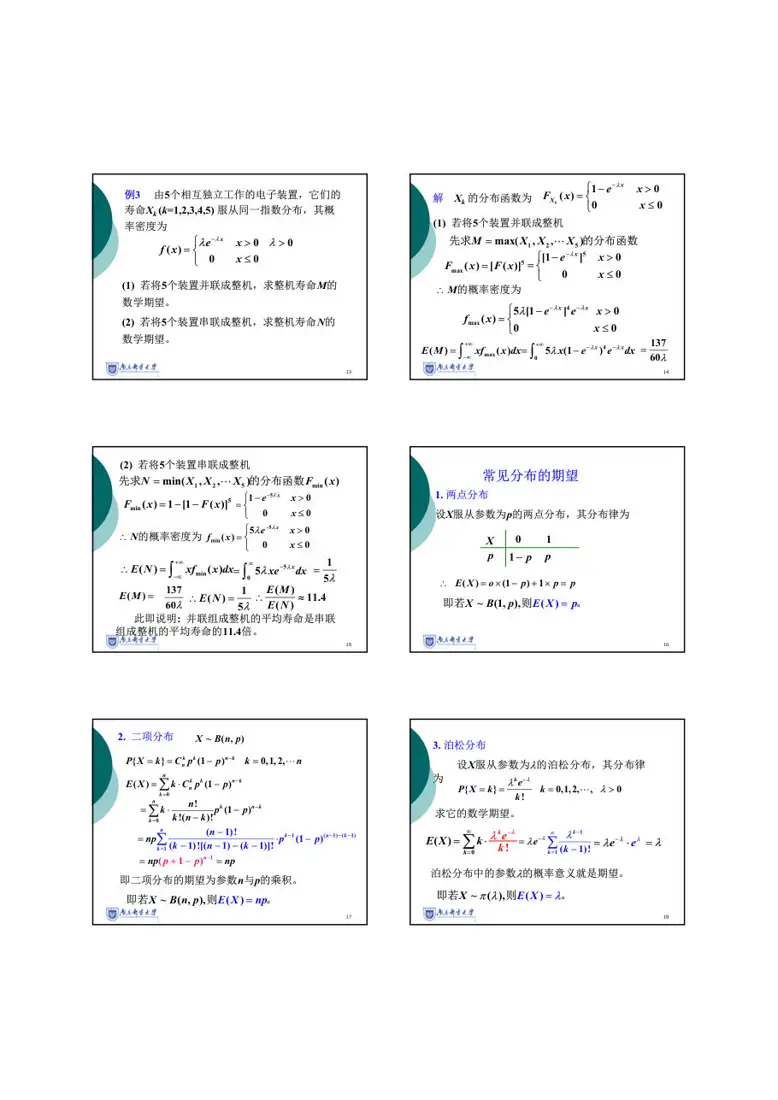 例3 由5个相互独立工作的电子装置，它们的
寿命X_k (k=1,2,3,4,5) 服从同一指数分布，其概
率密度为
f(x) = { λe^{-λx} x > 0 λ > 0
0 x ≤ 0
(1) 若将5个装置并联成整机，求整机寿命M的
数学期望。
(2) 若将5个装置串联成整机，求整机寿命N的
数学期望。
13
解 X_k 的分布函数为 F_{X_k}(x) = { 1 − e^{−λx} x > 0
0 x ≤ 0
(1) 若将5个装置并联成整机
先求M = max(X_1, X_2, ⋯ X_5)的分布函数
F_max(x) = [F(x)]^5 = { [1 − e^{−λx}]^5 x > 0
0 x ≤ 0
∴ M的概率密度为
f_max(x) = { 5λ[1 − e^{−λx}]^4 e^{−λx} x > 0
0 x ≤ 0
E(M) = ∫_{−∞}^{+∞} xf_max(x)dx = ∫_0^{+∞} 5λx(1 − e^{−λx})^4 e^{−λx}dx = 137/60λ
14
(2) 若将5个装置串联成整机
先求N = min(X_1, X_2, ⋯ X_5)的分布函数F_min(x)
F_min(x) = 1 − [1 − F(x)]^5 = { 1 − e^{−5λx} x > 0
0 x ≤ 0
∴ N的概率密度为 f_min(x) = { 5λe^{−5λx} x > 0
0 x ≤ 0
∴ E(N) = ∫_{−∞}^{+∞} xf_min(x)dx = ∫_0^∞ 5λxe^{−5λx}dx = 1/5λ
E(M) = 137/60λ ∴ E(N) = 1/5λ ∴ E(M)/E(N) ≈ 11.4
此即说明：并联组成整机的平均寿命是串联
组成整机的平均寿命的11.4倍。
15
常见分布的期望
1. 两点分布
设X服从参数为p的两点分布，其分布律为
X 0 1
p 1 − p p
∴ E(X) = o × (1 − p) + 1 × p = p
即若X ~ B(1, p),则E(X) = p。
16
2. 二项分布 X ~ B(n, p)
P{X = k} = C_n^k p^k (1 − p)^{n−k} k = 0,1,2,⋯ n
E(X) = ∑_{k=0}^n k · C_n^k p^k (1 − p)^{n−k}
= ∑_{k=0}^n k · n!/k!(n − k)! p^k (1 − p)^{n−k}
= np∑_{k=1}^n (n − 1)!/(k − 1)![(n − 1) − (k − 1)]! · p^{k−1}(1 − p)^{(n−1)−(k−1)}
= np(p + 1 − p)^{n−1} = np
即二项分布的期望为参数n与p的乘积。
即若X ~ B(n, p),则E(X) = np。
17
3. 泊松分布
设X服从参数为λ的泊松分布，其分布律
为
P{X = k} = λ^k e^{−λ}/k! k = 0,1,2,⋯, λ > 0
求它的数学期望。
E(X) = ∑_{k=0}^∞ k · λ^k e^{−λ}/k! = λe^{−λ} ∑_{k=1}^∞ λ^{k−1}/(k − 1)! = λe^{−λ} · e^λ = λ
泊松分布中的参数λ的概率意义就是期望。
即若X ~ π(λ),则E(X) = λ。
18